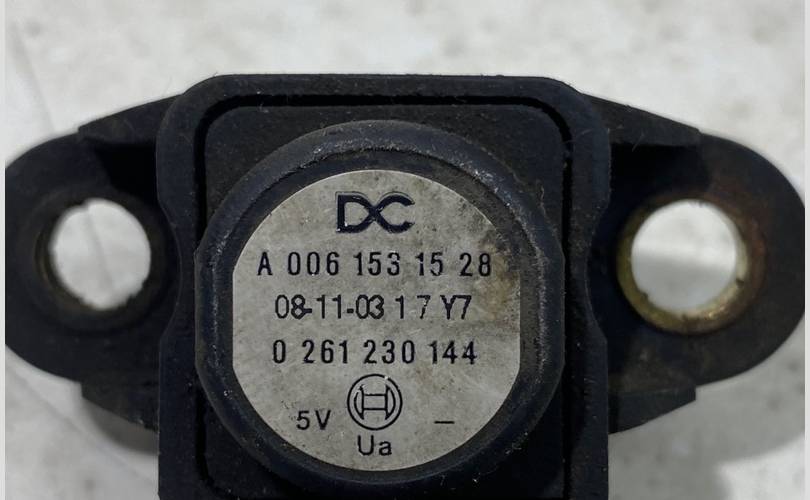 DC
A 006 153 15 28
08-11-03 1 7 Y7
0 261 230 144
5V –
Ua